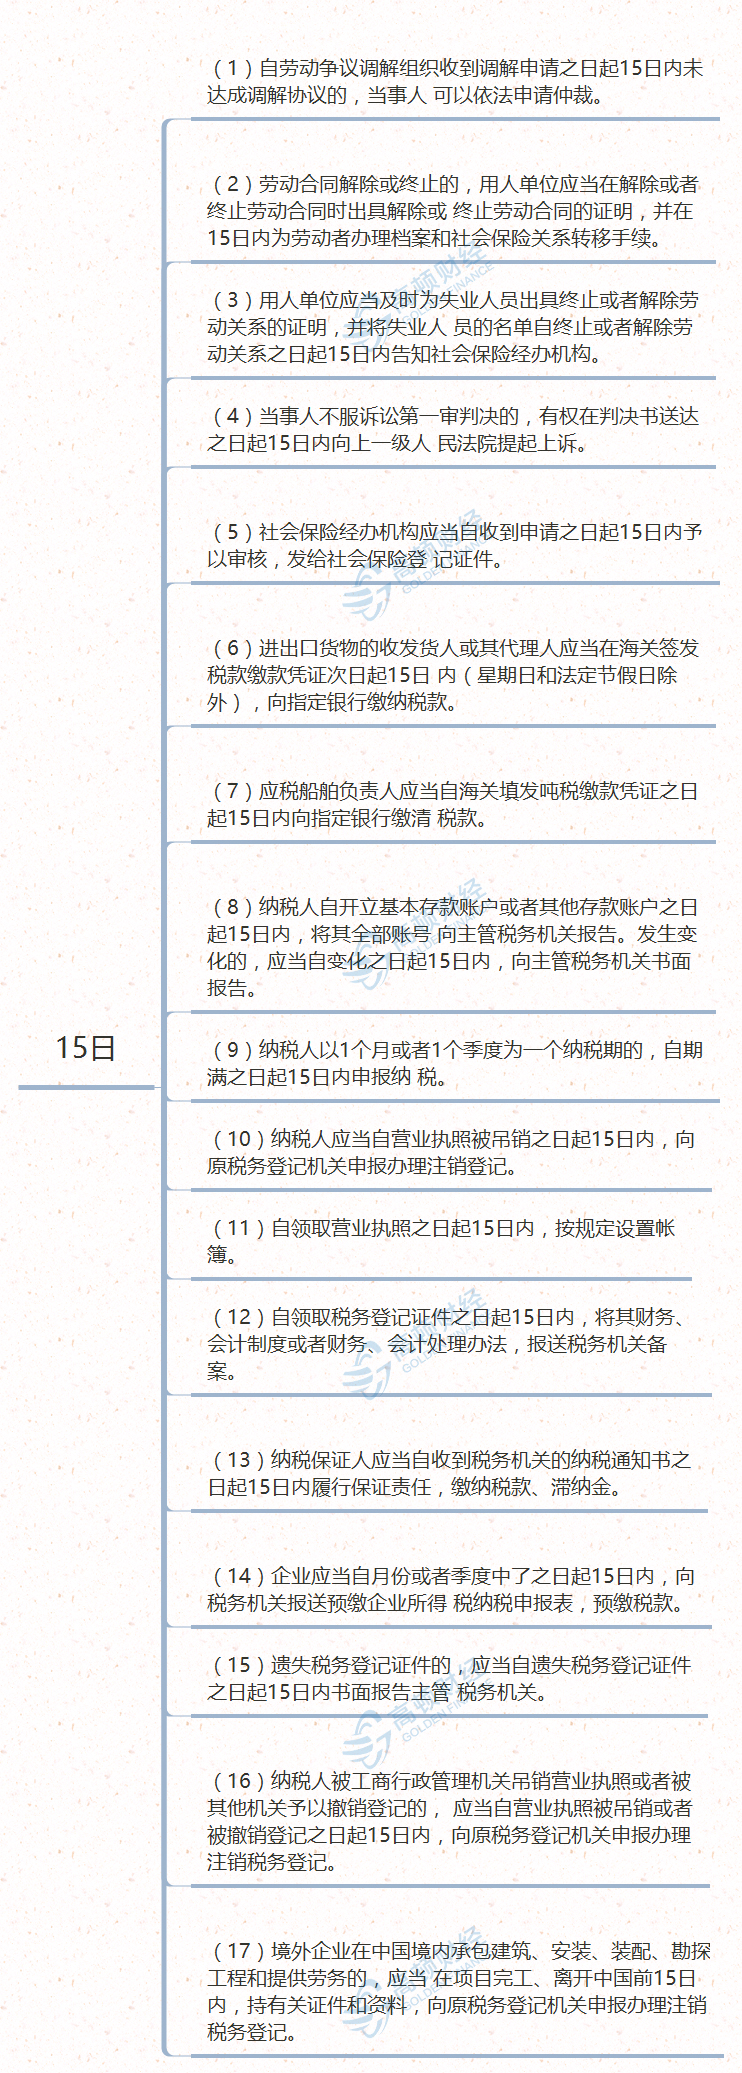 （1）自劳动争议调解组织收到调解申请之日起15日内未
达成调解协议的，当事人 可以依法申请仲裁。
（2）劳动合同解除或终止的，用人单位应当在解除或者
终止劳动合同时出具解除或 终止劳动合同的证明，并在
15日内为劳动者办理档案和社会保险关系转移手续。
（3）用人单位应当及时为失业人员出具终止或者解除劳
动关系的证明，并将失业人 员的名单自终止或者解除劳
动关系之日起15日内告知社会保险经办机构。
（4）当事人不服诉讼第一审判决的，有权在判决书送达
之日起15日内向上一级人 民法院提起上诉。
（5）社会保险经办机构应当自收到申请之日起15日内予
以审核，发给社会保险登 记证件。
（6）进出口货物的收发货人或其代理人应当在海关签发
税款缴款凭证次日起15日 内（星期日和法定节假日除
外），向指定银行缴纳税款。
（7）应税船舶负责人应当自海关填发吨税缴款凭证之日
起15日内向指定银行缴清 税款。
（8）纳税人自开立基本存款账户或者其他存款账户之日
起15日内，将其全部账号 向主管税务机关报告。发生变
化的，应当自变化之日起15日内，向主管税务机关书面
报告。
15日
（9）纳税人以1个月或者1个季度为一个纳税期的，自期
满之日起15日内申报纳 税。
（10）纳税人应当自营业执照被吊销之日起15日内，向
原税务登记机关申报办理注销登记。
（11）自领取营业执照之日起15日内，按规定设置帐
簿。
（12）自领取税务登记证件之日起15日内，将其财务、
会计制度或者财务、会计处理办法，报送税务机关备
案。
（13）纳税保证人应当自收到税务机关的纳税通知书之
日起15日内履行保证责任，缴纳税款、滞纳金。
（14）企业应当自月份或者季度中了之日起15日内，向
税务机关报送预缴企业所得 税纳税申报表，预缴税款。
（15）遗失税务登记证件的，应当自遗失税务登记证件
之日起15日内书面报告主管 税务机关。
（16）纳税人被工商行政管理机关吊销营业执照或者被
其他机关予以撤销登记的， 应当自营业执照被吊销或者
被撤销登记之日起15日内，向原税务登记机关申报办理
注销税务登记。
（17）境外企业在中国境内承包建筑、安装、装配、勘探
工程和提供劳务的，应当 在项目完工、离开中国前15日
内，持有关证件和资料，向原税务登记机关申报办理注销
税务登记。
高顿财经
GOLDEN FINANCE
高顿财经
GOLDEN FINANCE
高顿财经
GOLDEN FINANCE
高顿财经
GOLDEN FINANCE
高顿财经
GOLDEN FINANCE
高顿财经
GOLDEN FINANCE